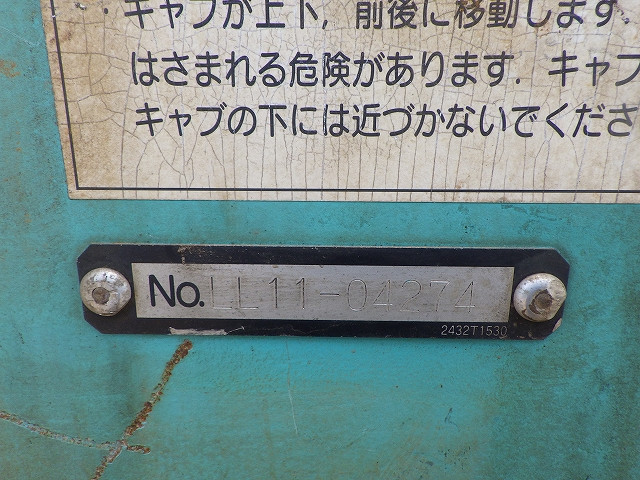 キャブが上下，前後に移動します．
はさまれる危険があります．キャブ
キャブの下には近づかないでくださ
No. LL11-04274
2432T1530